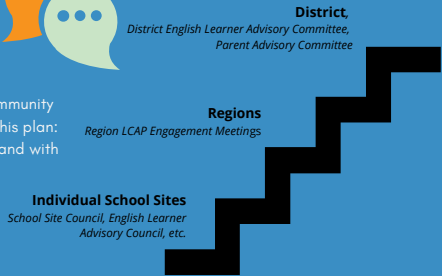 District,
District English Learner Advisory Committee,
Parent Advisory Committee
mmunity
his plan:
and with
Regions
Region LCAP Engagement Meetings
Individual School Sites
School Site Council, English Learner
Advisory Council, etc.